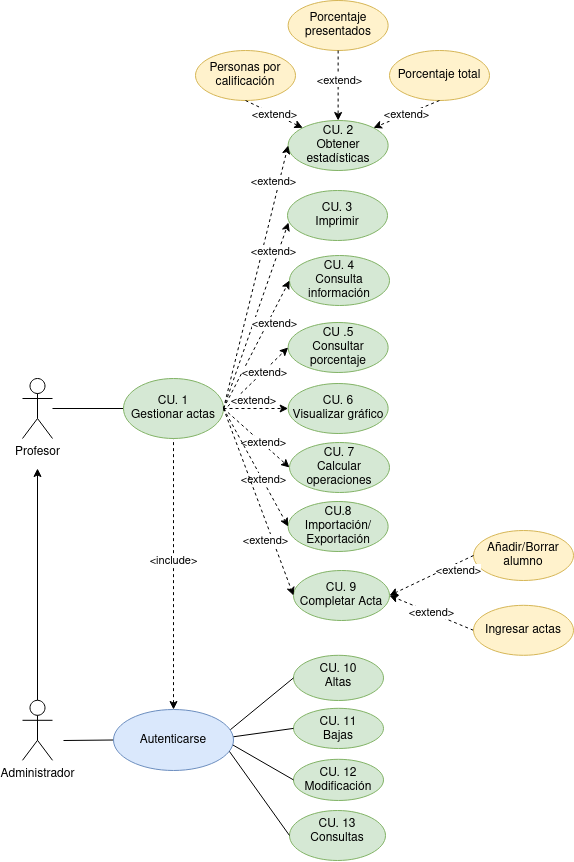 Porcentaje
presentados
Personas por
calificación
Porcentaje total
<extend>
<extend>
<extend>
CU. 2
Obtener
estadísticas
<extend>
CU. 3
Imprimir
<extend>
CU. 4
Consulta
información
<extend>
CU .5
Consultar
porcentaje
<extend>
CU. 1
Gestionar actas
<extend>
CU. 6
Visualizar gráfico
Profesor
<extend>
CU. 7
Calcular
operaciones
<extend>
CU.8
Importación/
Exportación
<extend>
Añadir/Borrar
alumno
<extend>
<include>
CU. 9
Completar Acta
<extend>
Ingresar actas
CU. 10
Altas
CU. 11
Bajas
Autenticarse
Administrador
CU. 12
Modificación
CU. 13
Consultas